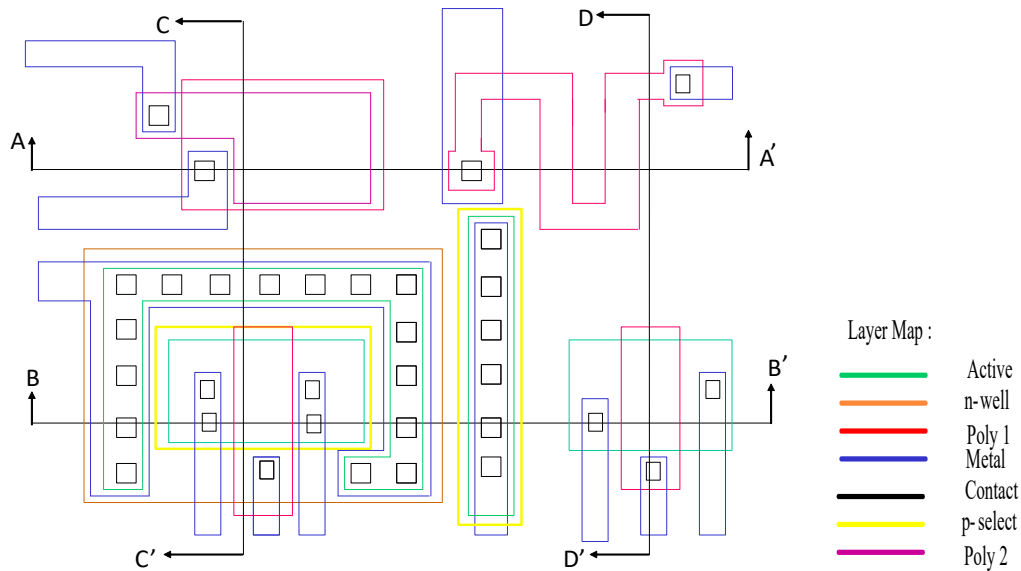 C
D
A
A'
B
B'
C'
D'
Layer Map :
Active
n-well
Poly 1
Metal
Contact
p-select
Poly 2